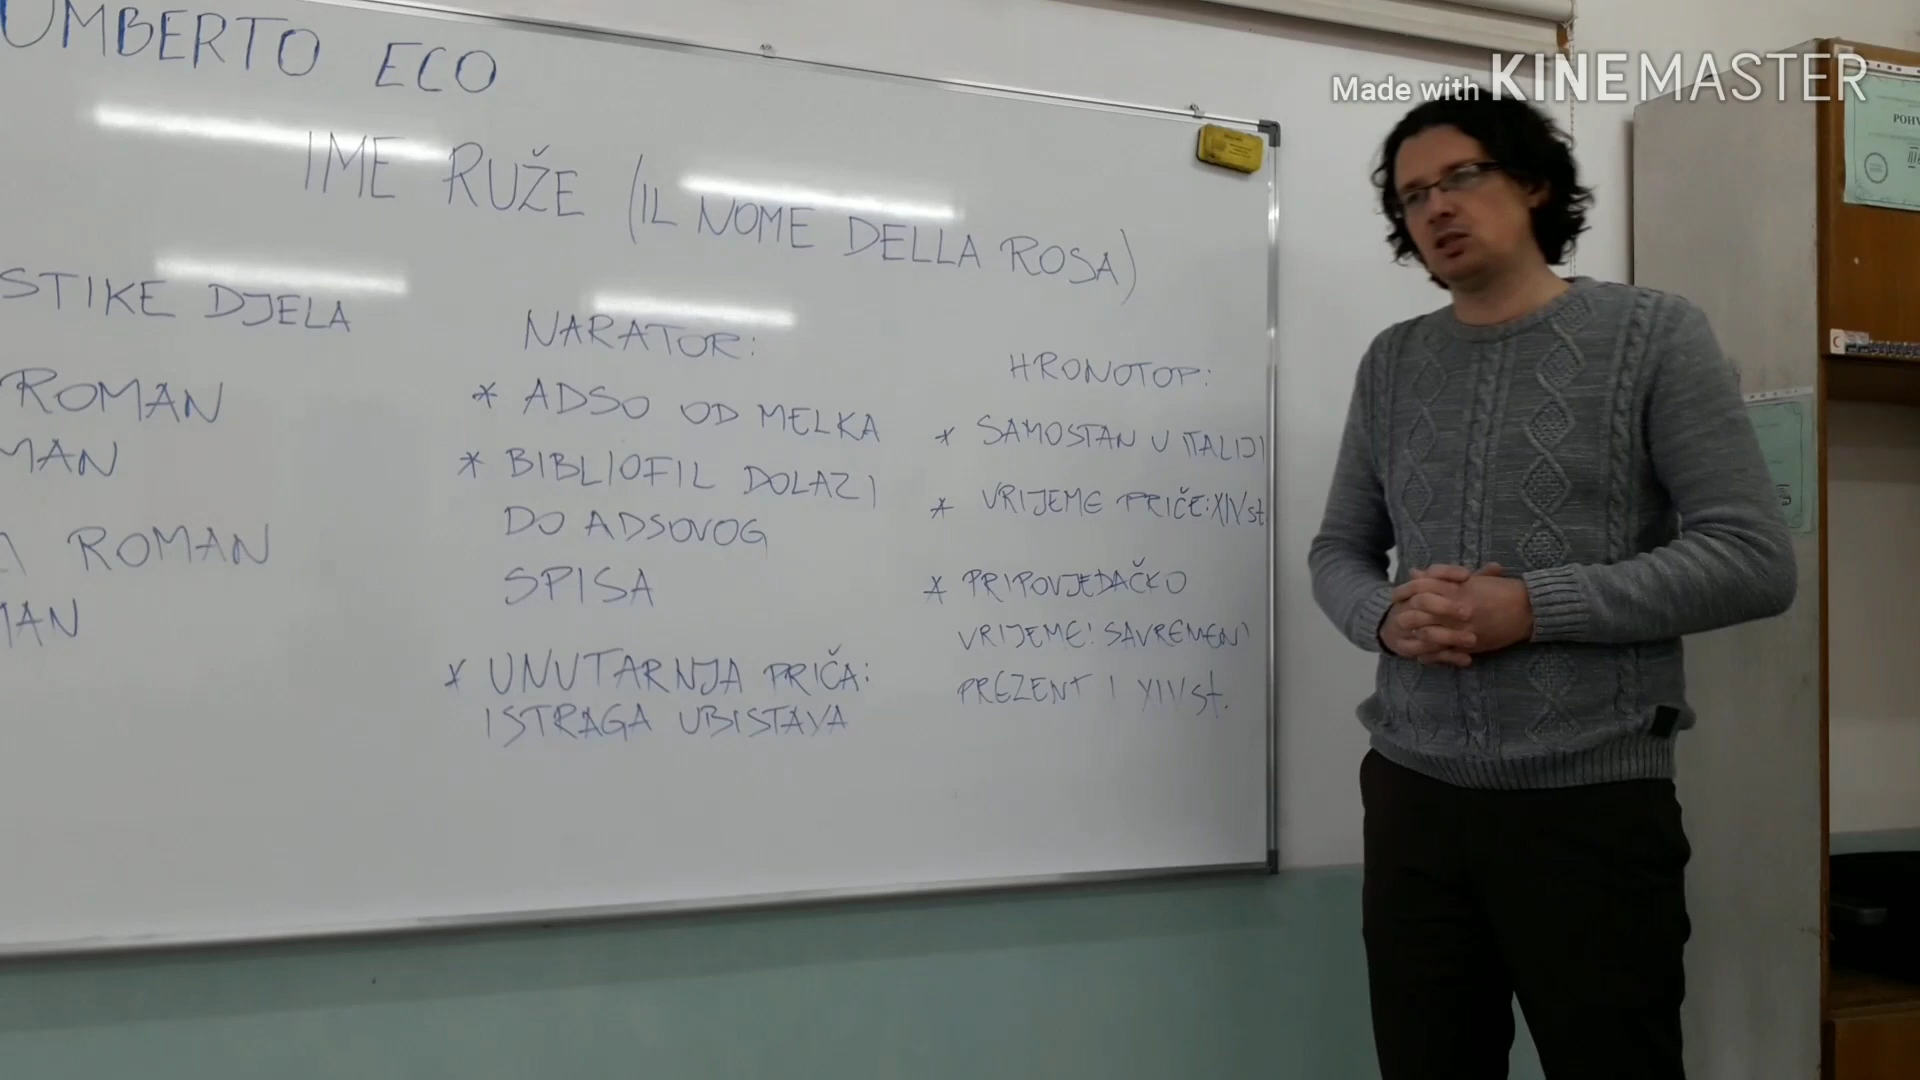 Made with KINEMASTER
UMBERTO ECO
IME RUŽE (IL NOME DELLA ROSA)
STIKE DJELA
ROMAN
MAN
ROMAN
MAN
NARATOR:
* ADSO OD MELKA
* BIBLIOFIL DOLAZI
DO ADSOVOG
SPISA
* UNUTARNJA PRIČA:
ISTRAGA UBISTAVA
HRONOTOP:
* SAMOSTAN U ITALIJI
* VRIJEME PRIČE: XIV st
* PRIPOVJEDAČKO
VRIJEME: SAVREMENI
PREZENT I XIV st.
POHV